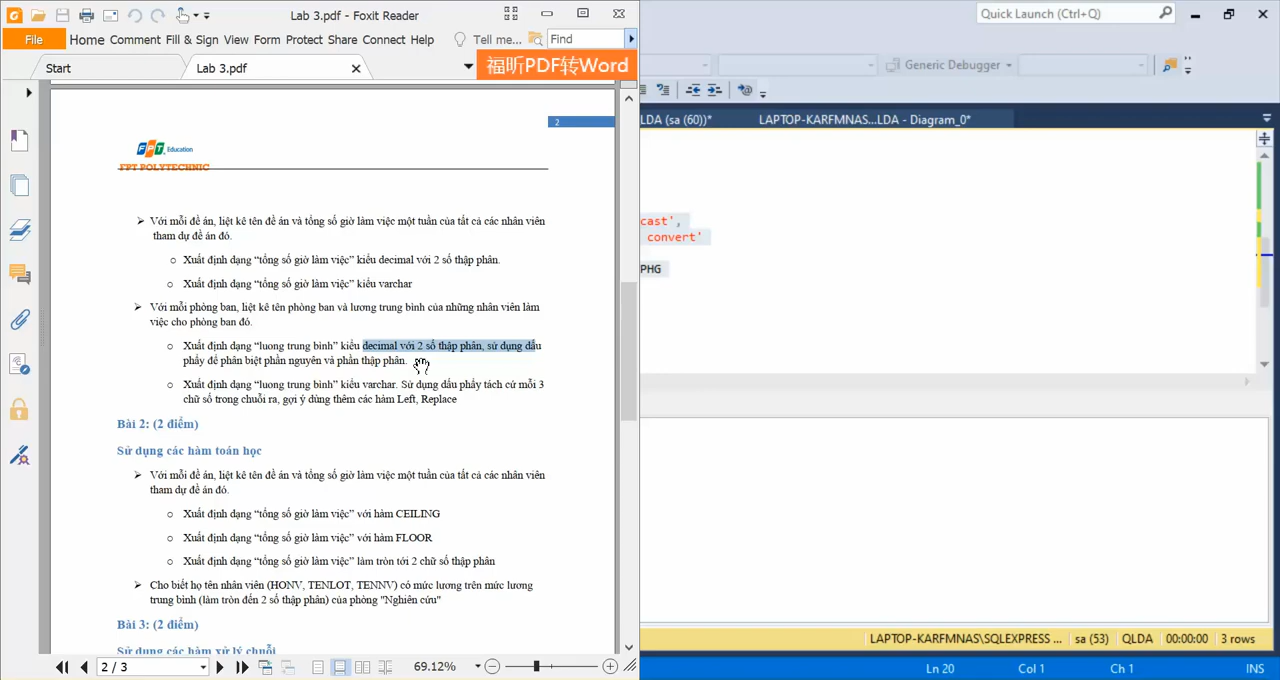 Lab 3.pdf - Foxit Reader
Quick Launch (Ctrl+Q)
File Home Comment Fill & Sign View Form Protect Share Connect Help Tell me... Find
Generic Debugger
Start Lab 3.pdf 福昕PDF转Word
LDA (sa (60))* LAPTOP-KARFMNAS...LDA - Diagram_0*
2
FPT Education
FPT POLYTECHNIC
Với mỗi đề án, liệt kê tên đề án và tổng số giờ làm việc một tuần của tất cả các nhân viên
tham dự đề án đó.
Xuất định dạng “tổng số giờ làm việc” kiểu decimal với 2 số thập phân.
Xuất định dạng “tổng số giờ làm việc” kiểu varchar
Với mỗi phòng ban, liệt kê tên phòng ban và lương trung bình của những nhân viên làm
việc cho phòng ban đó.
Xuất định dạng “luong trung bình” kiểu decimal với 2 số thập phân, sử dụng dấu
phẩy để phân biệt phần nguyên và phần thập phân.
Xuất định dạng “luong trung bình” kiểu varchar. Sử dụng dấu phẩy tách cứ mỗi 3
chữ số trong chuỗi ra, gợi ý dùng thêm các hàm Left, Replace
Bài 2: (2 điểm)
Sử dụng các hàm toán học
Với mỗi đề án, liệt kê tên đề án và tổng số giờ làm việc một tuần của tất cả các nhân viên
tham dự đề án đó.
Xuất định dạng “tổng số giờ làm việc” với hàm CEILING
Xuất định dạng “tổng số giờ làm việc” với hàm FLOOR
Xuất định dạng “tổng số giờ làm việc” làm tròn tới 2 chữ số thập phân
Cho biết họ tên nhân viên (HONV, TENLOT, TENNV) có mức lương trên mức lương
trung bình (làm tròn đến 2 số thập phân) của phòng "Nghiên cứu"
Bài 3: (2 điểm)
Sử dụng các hàm xử lý chuỗi
cast',
convert'
PHG
LAPTOP-KARFMNAS\SQLEXPRESS ... sa (53) QLDA 00:00:00 3 rows
2 / 3 69.12%
Ln 20 Col 1 Ch 1 INS